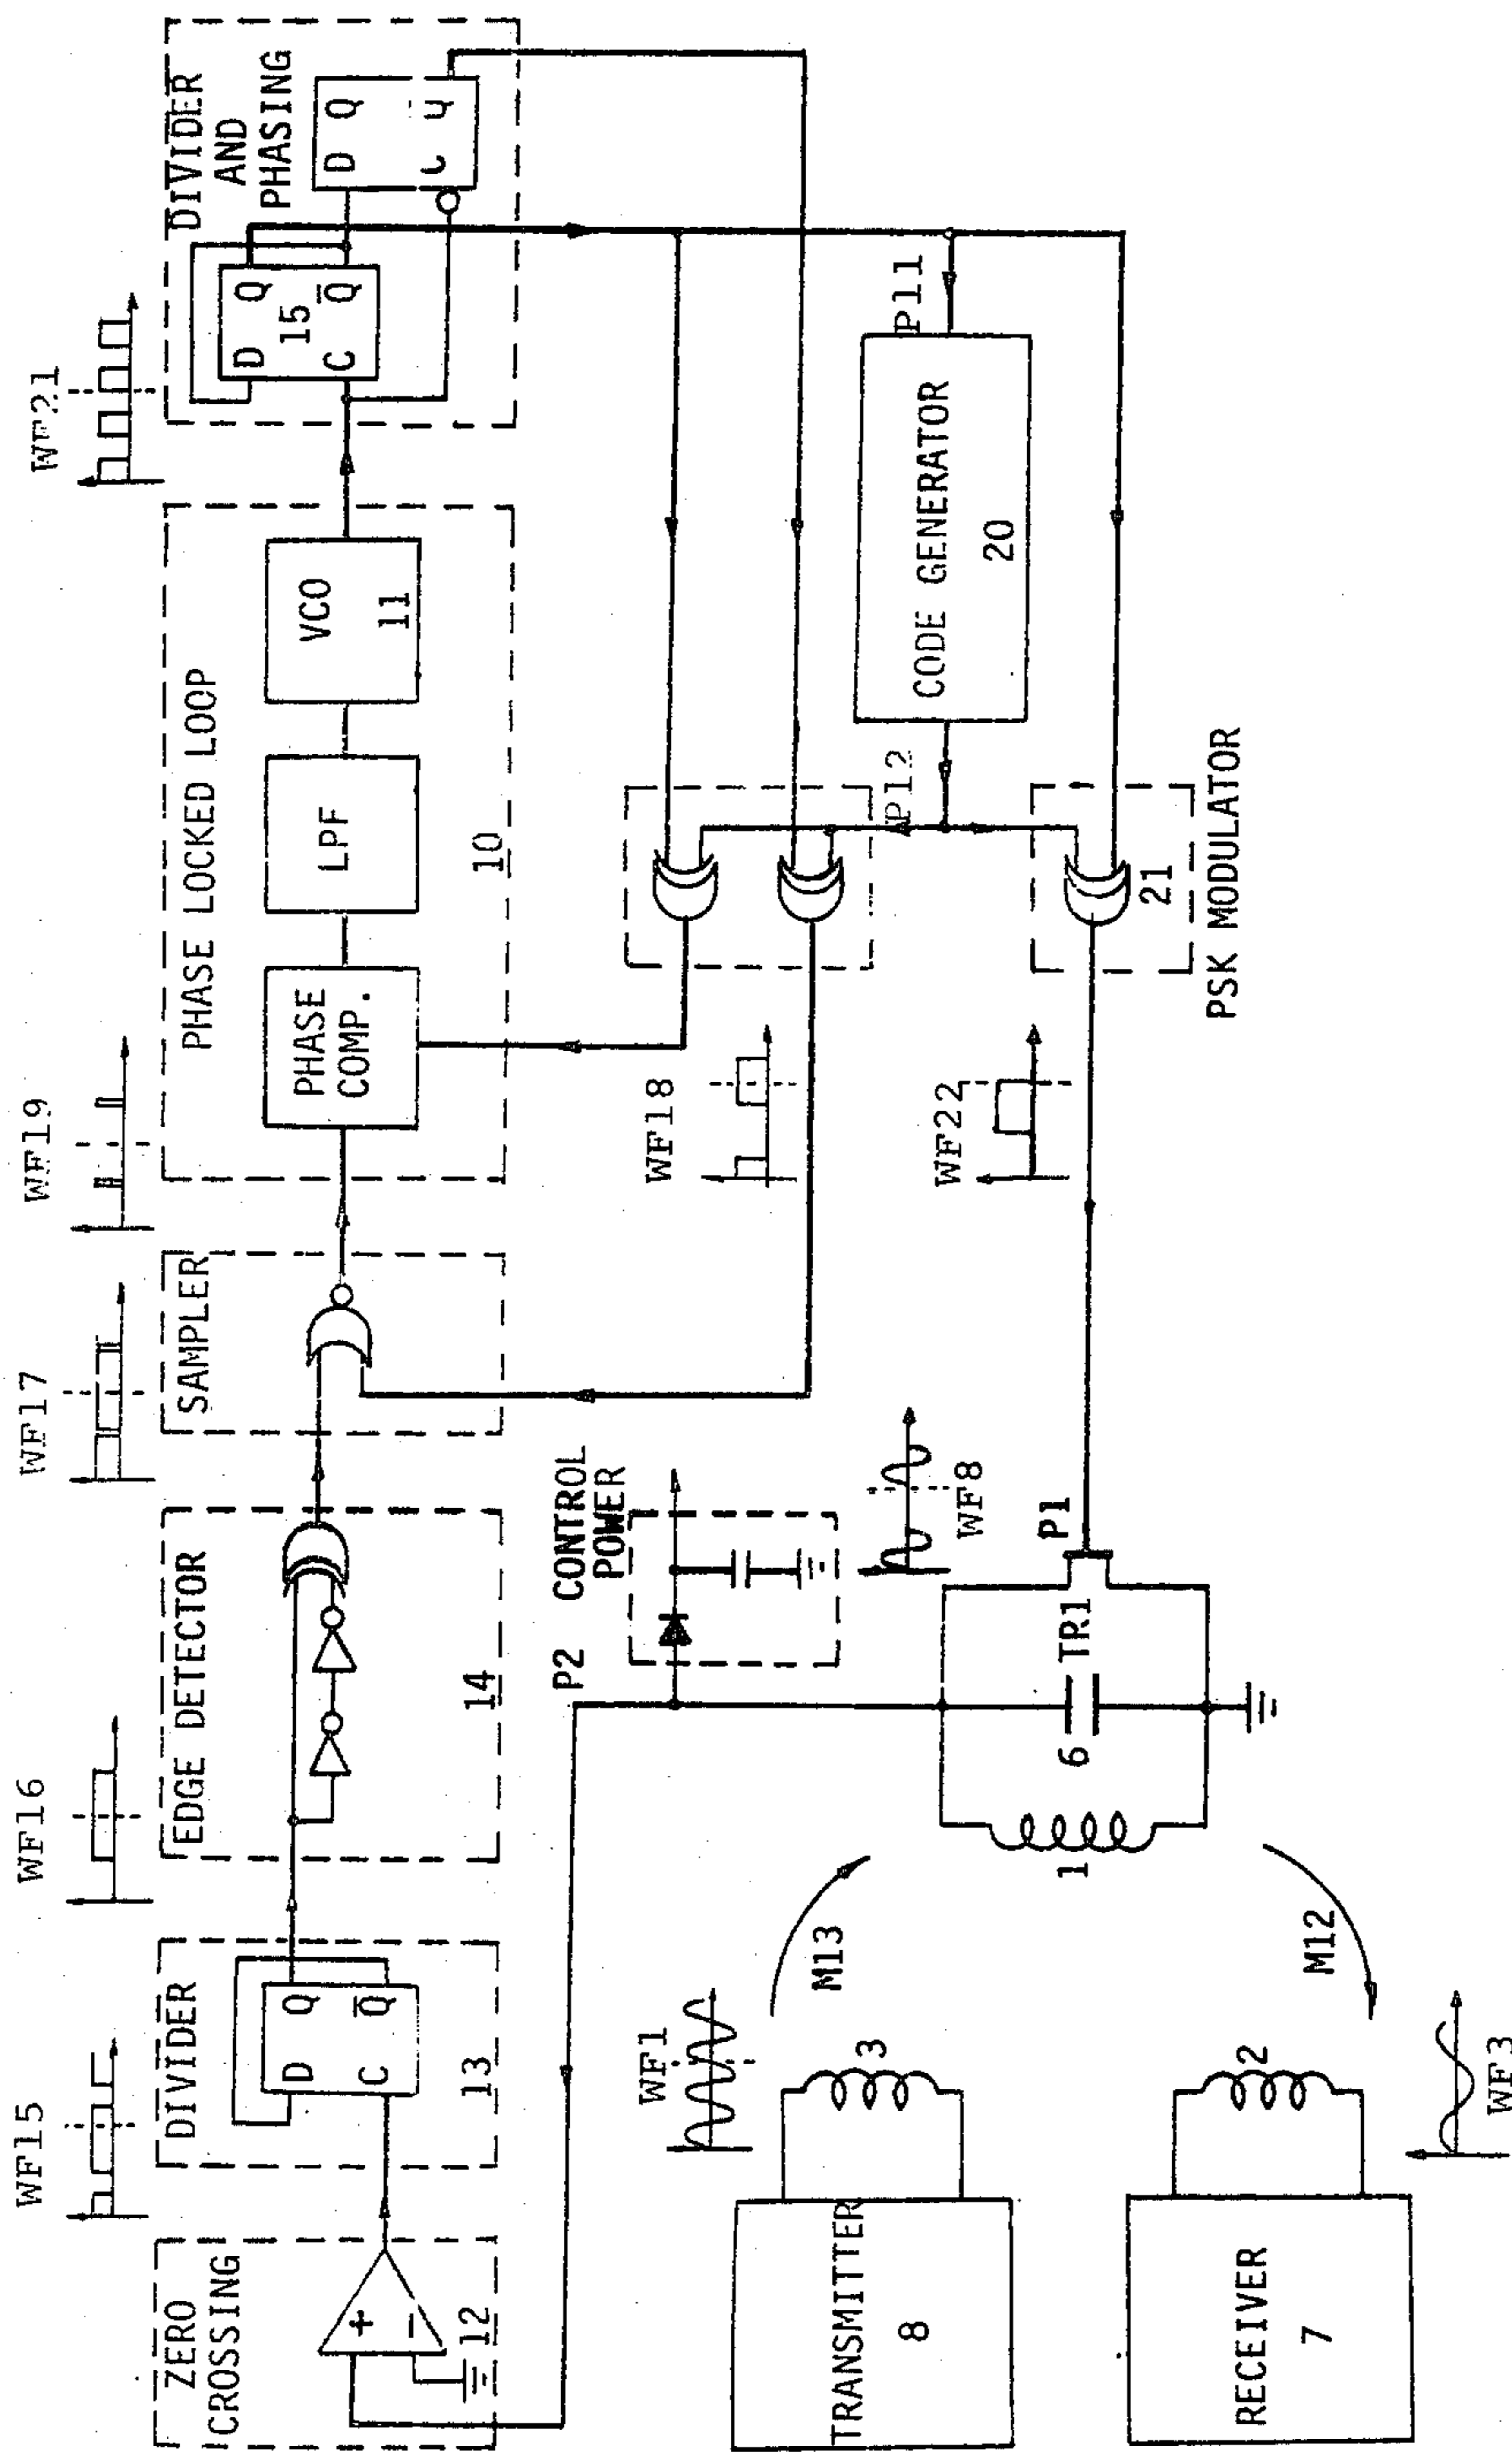 WF15
WF16
WF17
WF19
WF21
ZERO
CROSSING
+
-
12
DIVIDER
D Q
C Q̅
13
EDGE DETECTOR
14
SAMPLER
PHASE LOCKED LOOP
PHASE
COMP.
LPF
VCO
11
10
DIVIDER
AND
PHASING
D Q
15
C Q̅
D Q
P2
CONTROL
POWER
WF18
P12
P11
CODE GENERATOR
20
WF8
WF22
21
PSK MODULATOR
P1
TR1
6
1
M13
M12
WF1
3
TRANSMITTER
8
2
RECEIVER
7
WF3